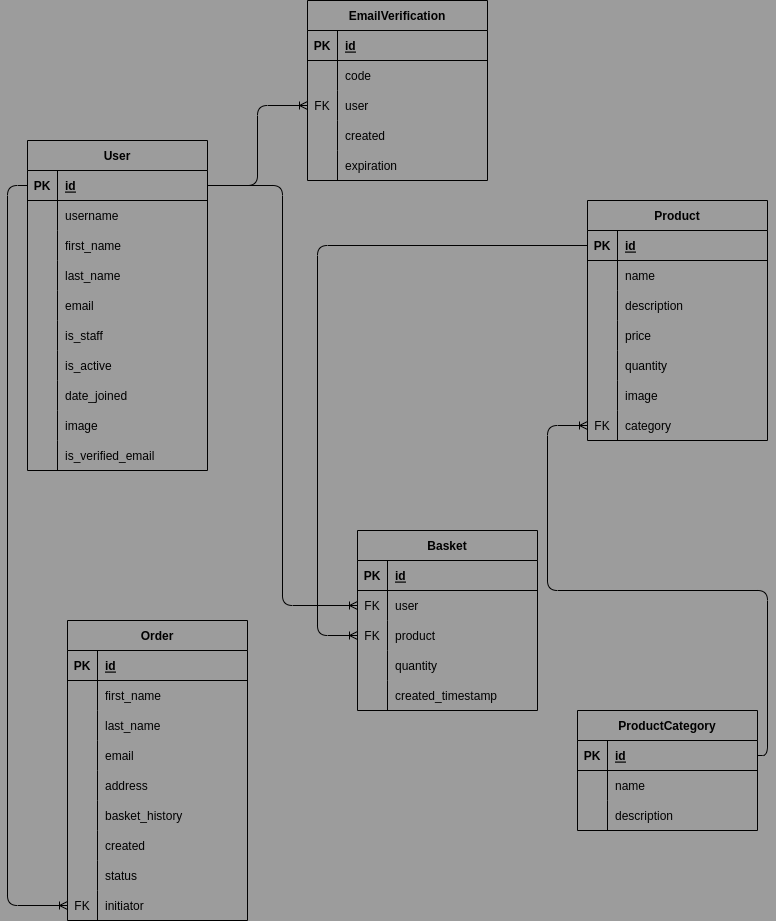 EmailVerification
PK id
code
FK user
created
expiration
User
PK id
username
first_name
last_name
email
is_staff
is_active
date_joined
image
is_verified_email
Product
PK id
name
description
price
quantity
image
FK category
Basket
PK id
FK user
FK product
quantity
created_timestamp
Order
PK id
first_name
last_name
email
address
basket_history
created
status
FK initiator
ProductCategory
PK id
name
description